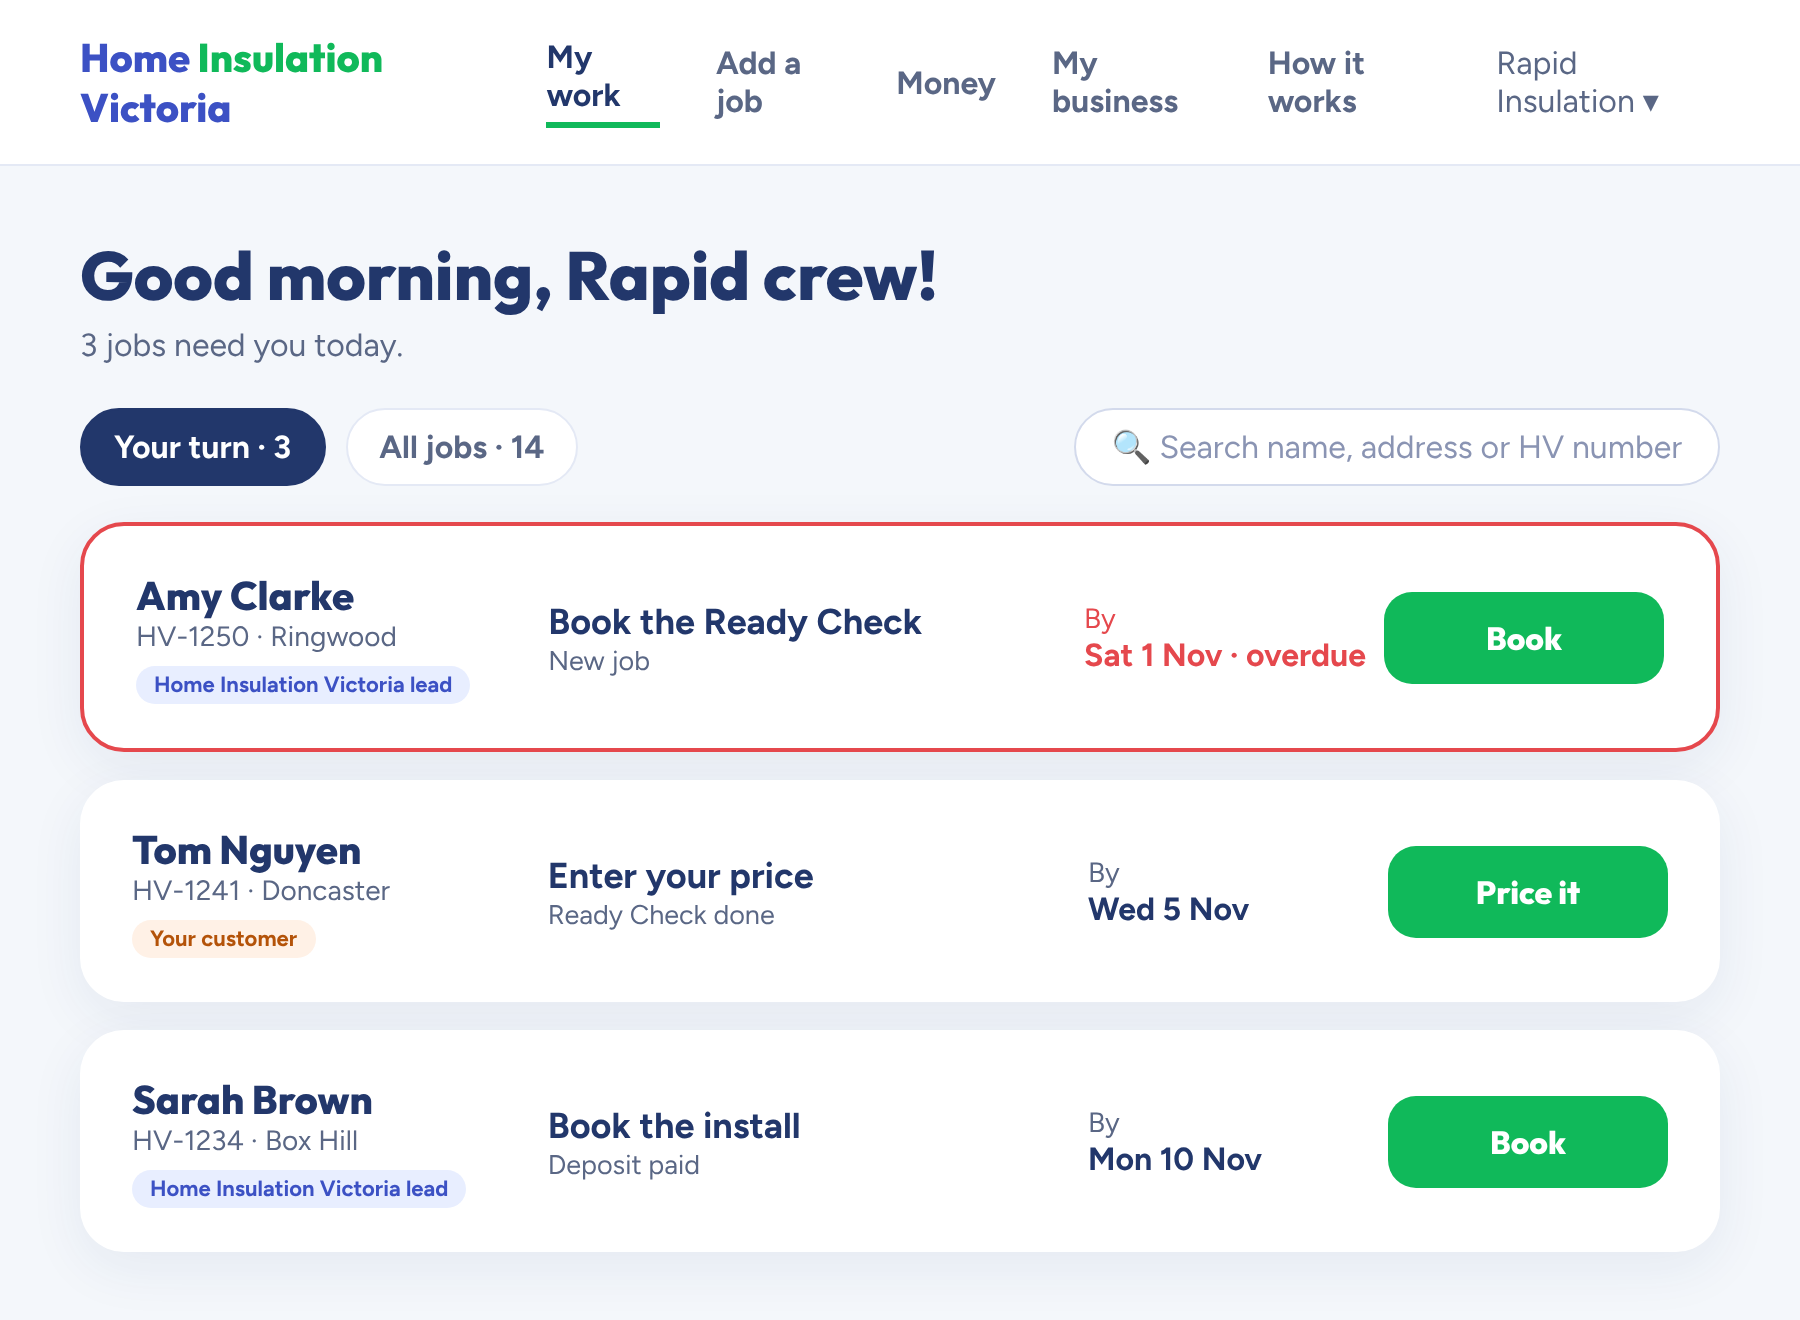 Home Insulation
Victoria
My
work
Add a
job
Money
My
business
How it
works
Rapid
Insulation ▾
Good morning, Rapid crew!
3 jobs need you today.
Your turn · 3
All jobs · 14
🔍 Search name, address or HV number
Amy Clarke
HV-1250 · Ringwood
Home Insulation Victoria lead
Book the Ready Check
New job
By
Sat 1 Nov · overdue
Book
Tom Nguyen
HV-1241 · Doncaster
Your customer
Enter your price
Ready Check done
By
Wed 5 Nov
Price it
Sarah Brown
HV-1234 · Box Hill
Home Insulation Victoria lead
Book the install
Deposit paid
By
Mon 10 Nov
Book